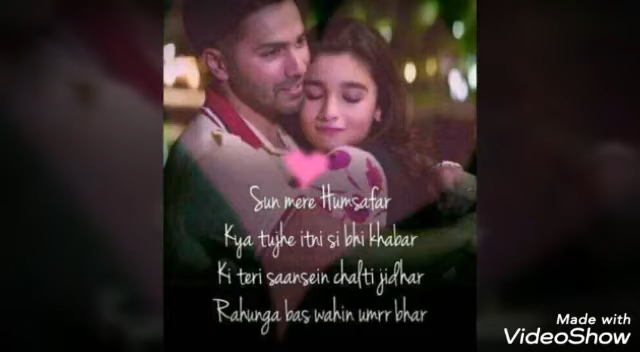 Sun mere Humsafar
Kya tujhe itni si bhi khabar
Ki teri saansein chalti jidhar
Rahunga bas wahin umrr bhar
Made with
VideoShow